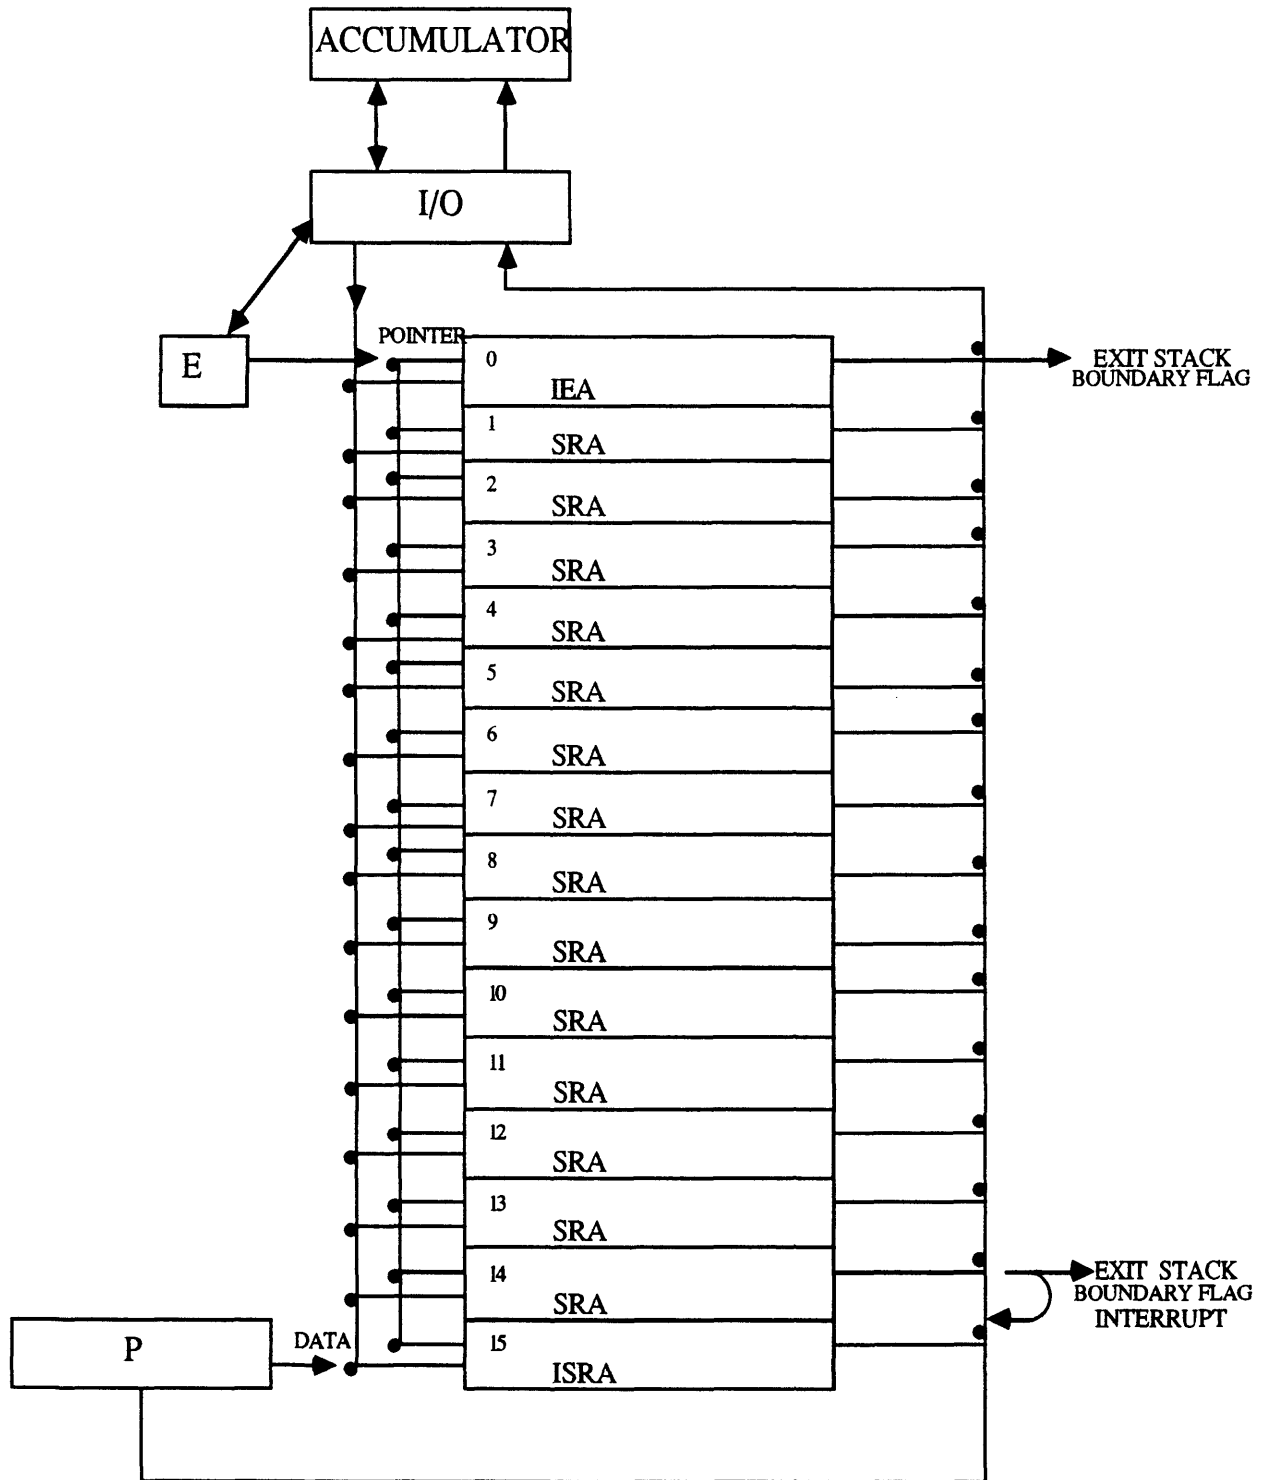 ACCUMULATOR
I/O
E
POINTER
0
IEA
EXIT STACK
BOUNDARY FLAG
1
SRA
2
SRA
3
SRA
4
SRA
5
SRA
6
SRA
7
SRA
8
SRA
9
SRA
10
SRA
11
SRA
12
SRA
13
SRA
14
SRA
EXIT STACK
BOUNDARY FLAG
INTERRUPT
P
DATA
15
ISRA